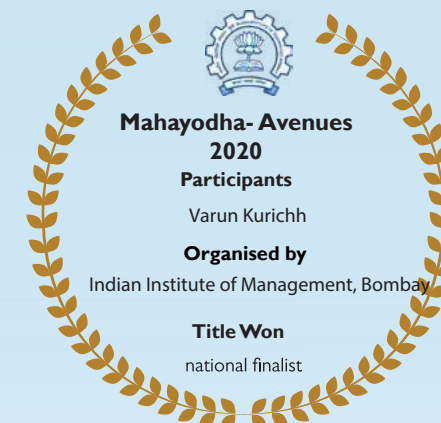 Mahayodha- Avenues
2020
Participants
Varun Kurichh
Organised by
Indian Institute of Management, Bombay
Title Won
national finalist